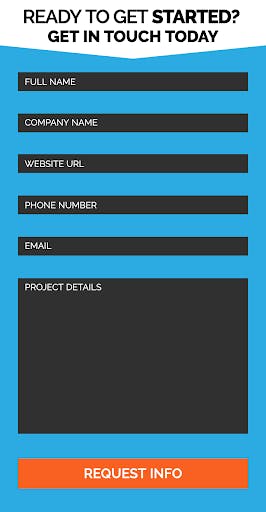 READY TO GET STARTED?
GET IN TOUCH TODAY
FULL NAME
COMPANY NAME
WEBSITE URL
PHONE NUMBER
EMAIL
PROJECT DETAILS
REQUEST INFO